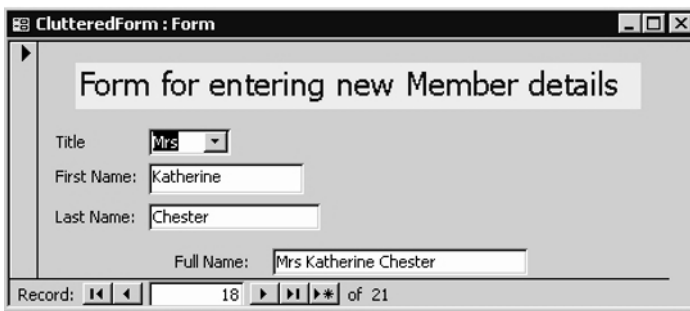 ClutteredForm : Form
Form for entering new Member details
Title Mrs
First Name: Katherine
Last Name: Chester
Full Name: Mrs Katherine Chester
Record: 18 of 21